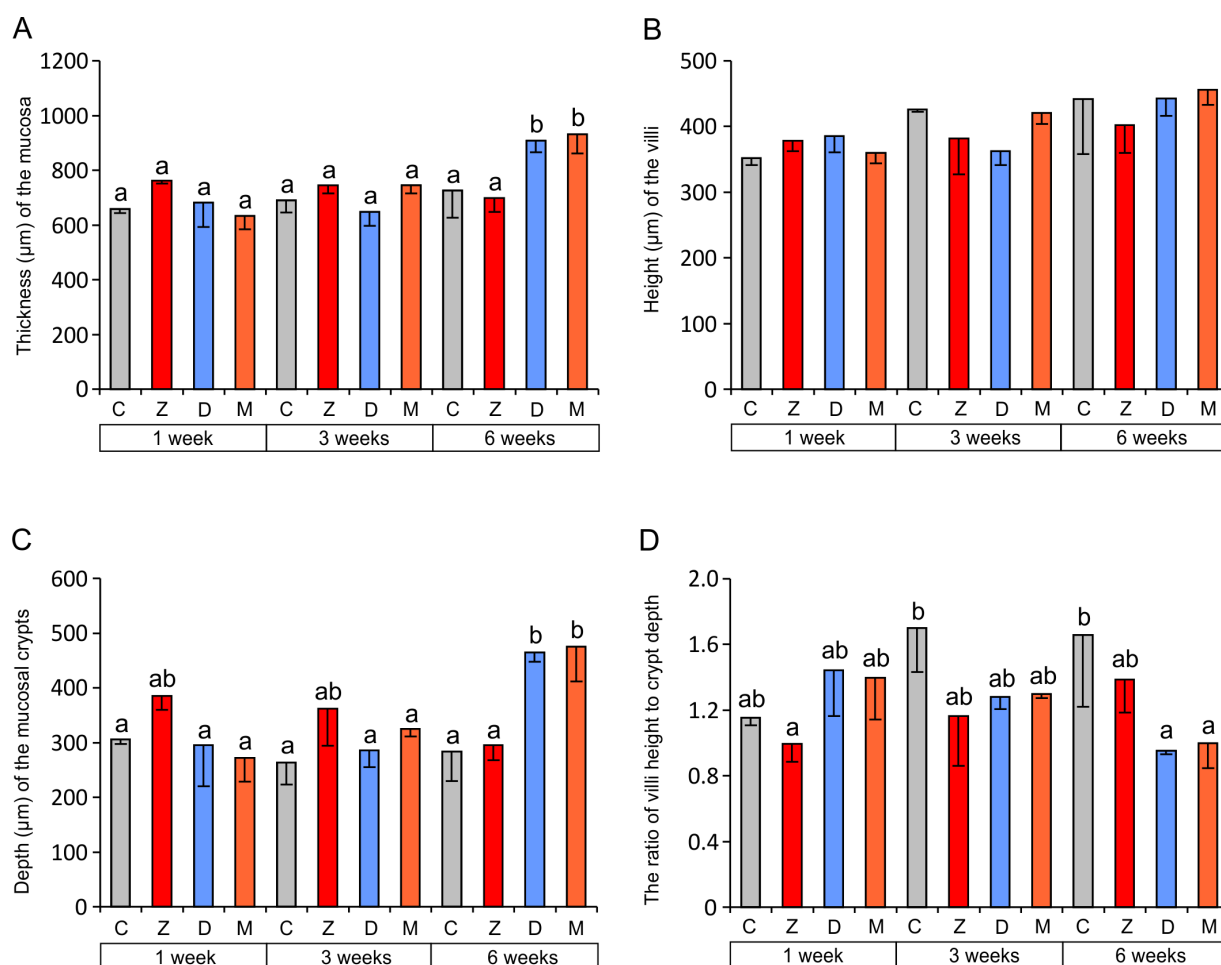 A
Thickness (µm) of the mucosa
1200
1000
800
600
400
200
0
a a a a a a a a a a b b
C Z D M C Z D M C Z D M
1 week 3 weeks 6 weeks
B
Height (µm) of the villi
500
400
300
200
100
0
C Z D M C Z D M C Z D M
1 week 3 weeks 6 weeks
C
Depth (µm) of the mucosal crypts
600
500
400
300
200
100
0
a ab a a a ab a a a a b b
C Z D M C Z D M C Z D M
1 week 3 weeks 6 weeks
D
The ratio of villi height to crypt depth
2.0
1.6
1.2
0.8
0.4
0
ab a ab ab b ab ab ab b ab a a
C Z D M C Z D M C Z D M
1 week 3 weeks 6 weeks